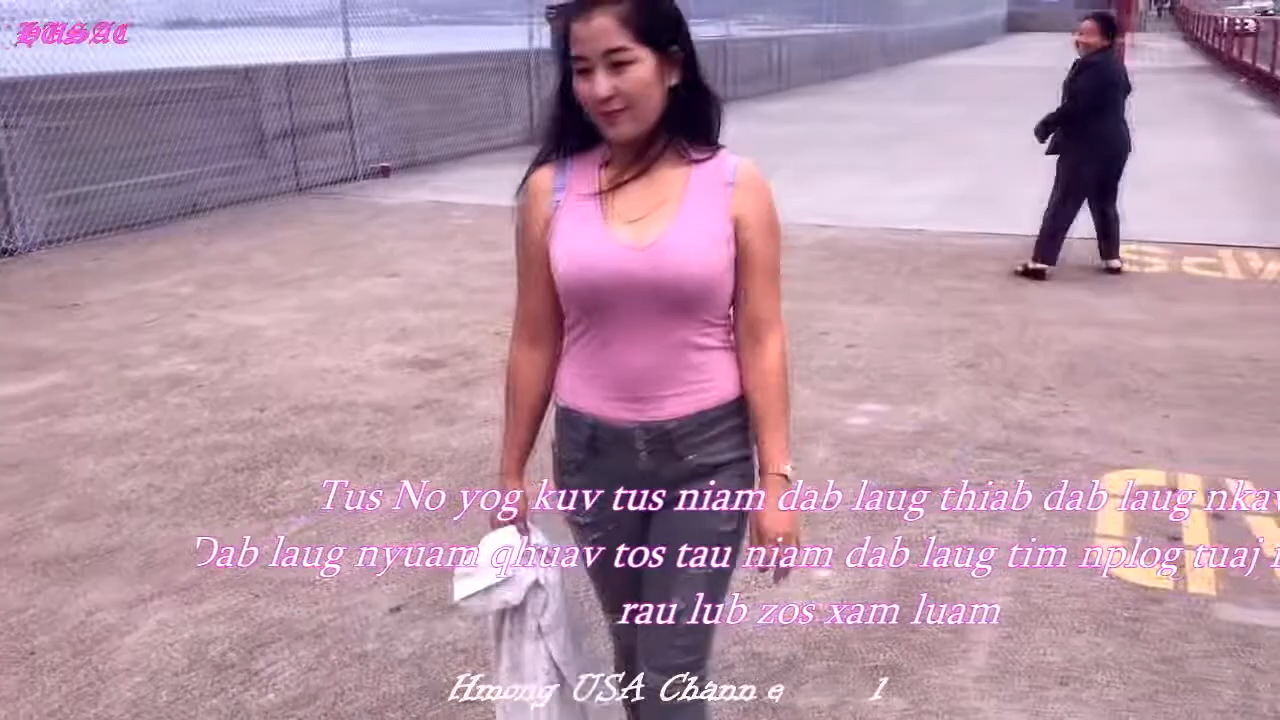 HUSAC
Tus No yog kuv tus niam dab laug thiab dab laug
Dab laug nyuam qhuav tos tau niam dab laug tim nplog tuaj
rau lub zos xam luam
Hmong USA Chann e 1